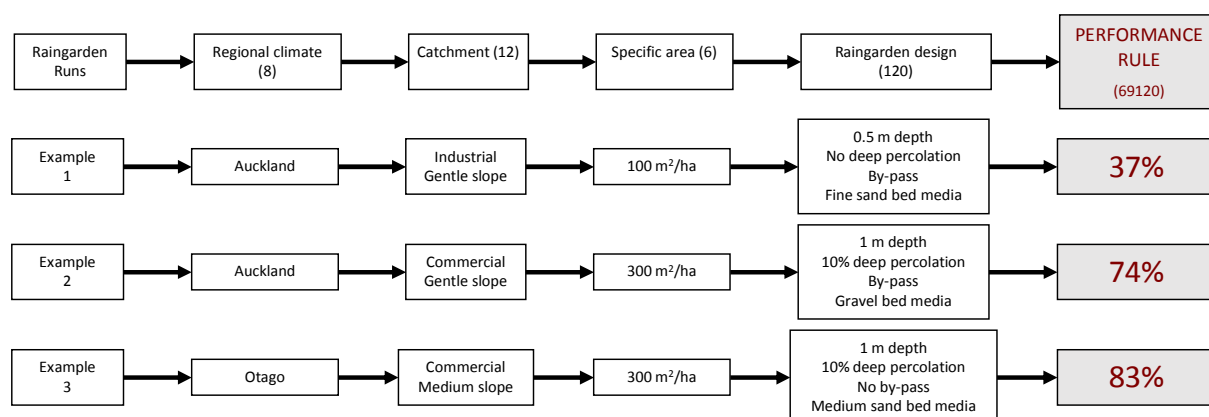 Raingarden
Runs
Regional climate
(8)
Catchment (12)
Specific area (6)
Raingarden design
(120)
PERFORMANCE
RULE
(69120)
Example
1
Auckland
Industrial
Gentle slope
100 m²/ha
0.5 m depth
No deep percolation
By-pass
Fine sand bed media
37%
Example
2
Auckland
Commercial
Gentle slope
300 m²/ha
1 m depth
10% deep percolation
By-pass
Gravel bed media
74%
Example
3
Otago
Commercial
Medium slope
300 m²/ha
1 m depth
10% deep percolation
No by-pass
Medium sand bed media
83%